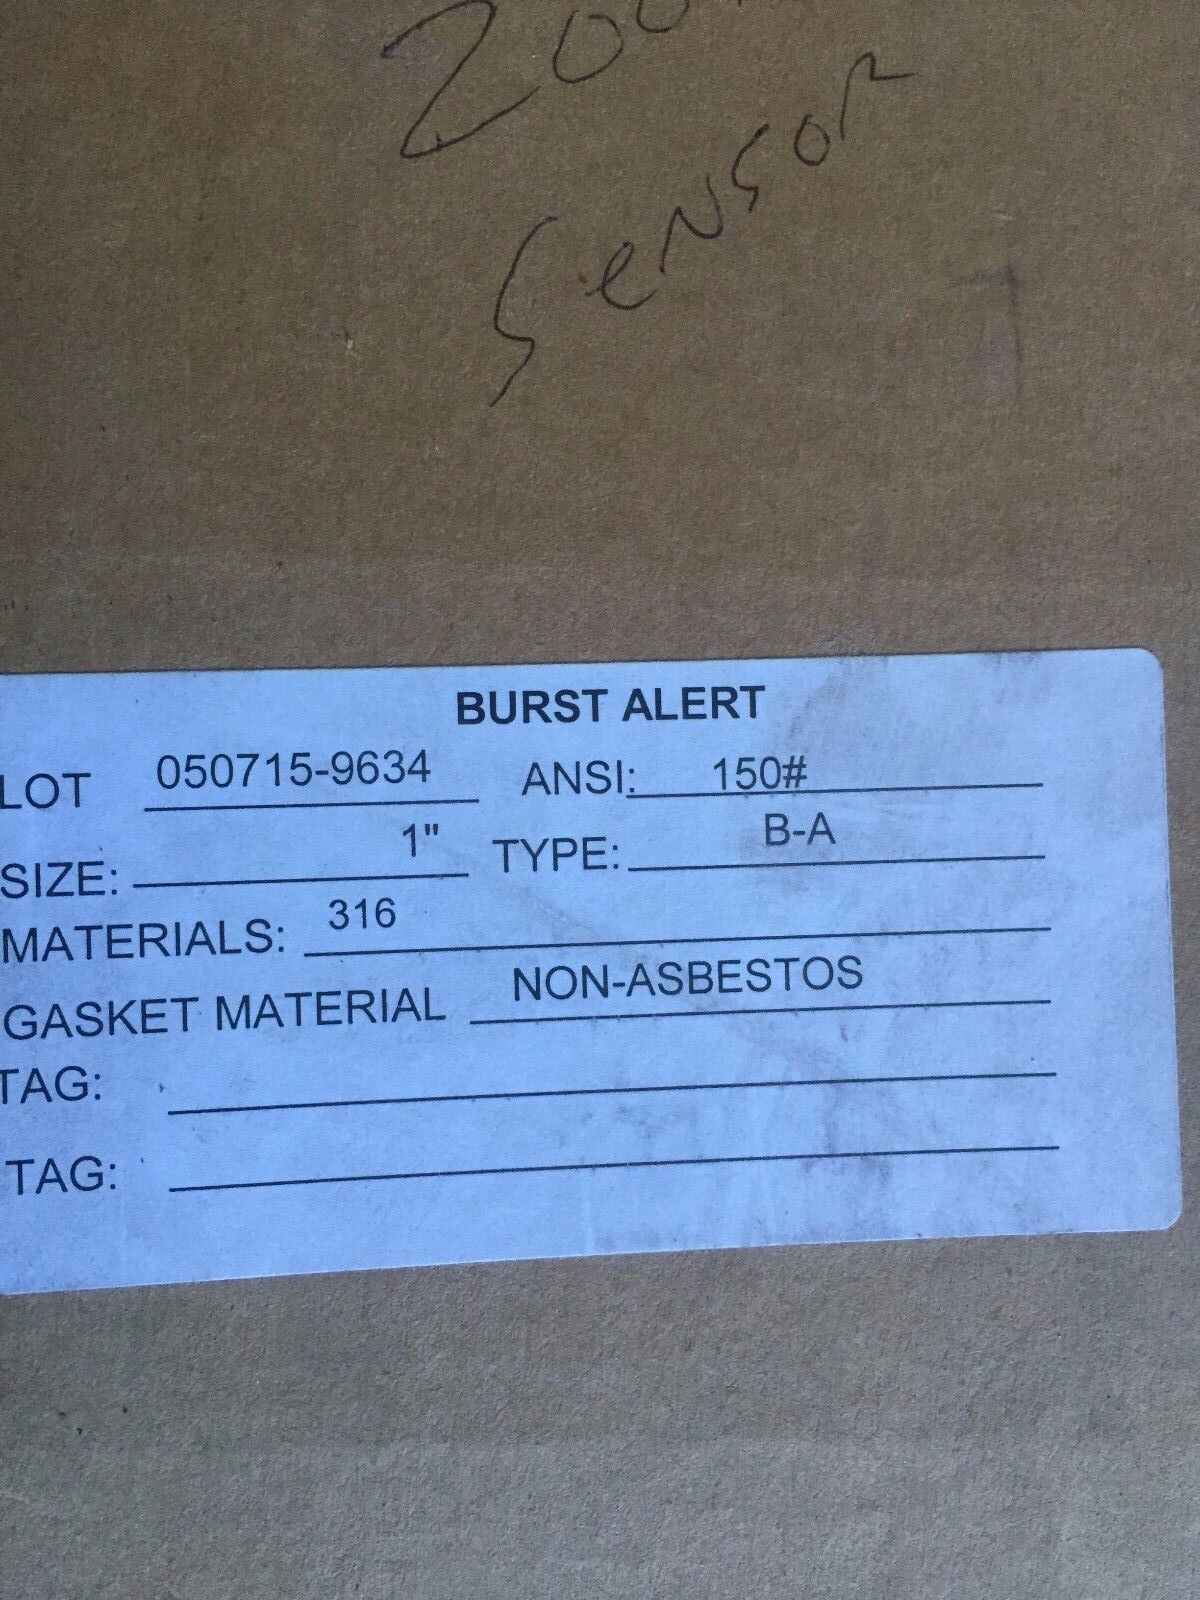 Sensor
BURST ALERT
LOT 050715-9634 ANSI: 150#
SIZE: 1" TYPE: B-A
MATERIALS: 316
GASKET MATERIAL NON-ASBESTOS
TAG:
TAG: